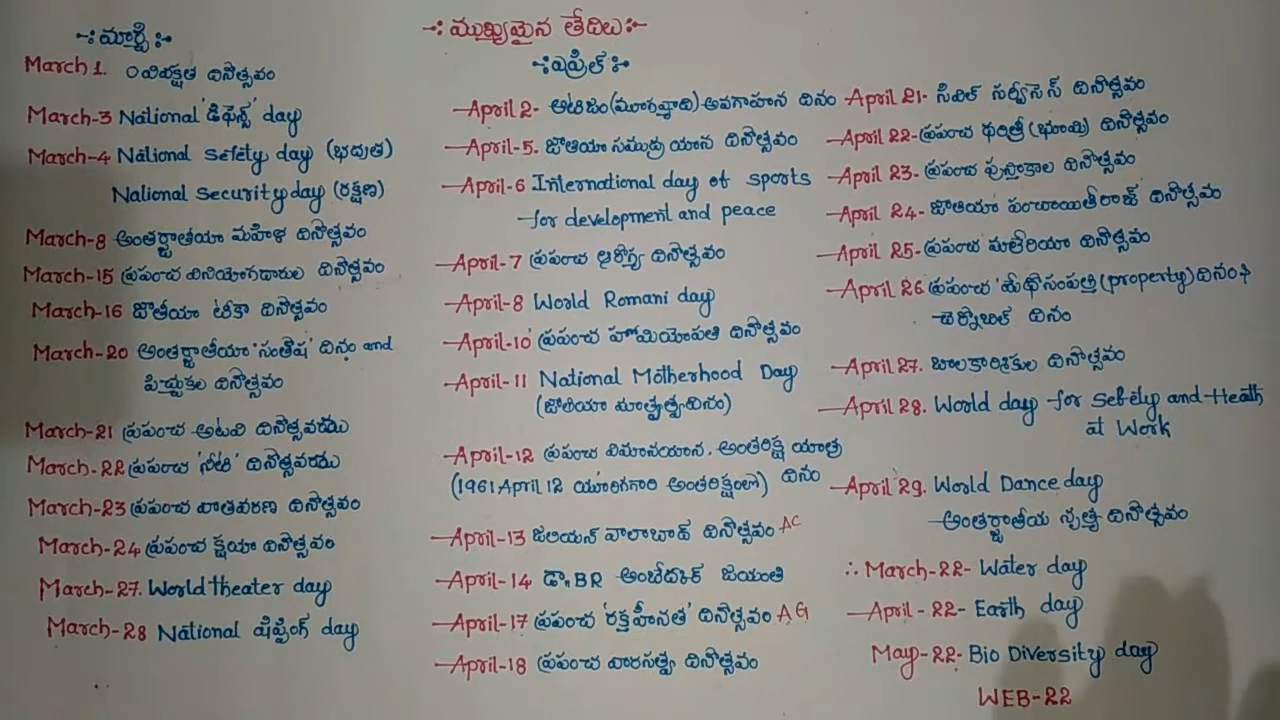 -: ముఖ్యమైన తేదీలు:-
-: మార్చి :-
March 1. 0 వివక్షత దినోత్సవం
March-3 National 'డిఫెన్స్' day
March-4 National Sefety day (భద్రత)
National Security day (రక్షణ)
March-8 అంతర్జాతీయా మహిళ దినోత్సవం
March-15 ప్రపంచ వినియోగదారుల దినోత్సవం
March-16 జాతీయా టీకా దినోత్సవం
March-20 అంతర్జాతీయా 'సంతోష' దినం and
పిచ్చుకల దినోత్సవం
March-21 ప్రపంచ అటవి దినోత్సవరము
March-22 ప్రపంచ 'నీటి' దినోత్సవరము
March-23 ప్రపంచ వాతవరణ దినోత్సవం
March-24 ప్రపంచ క్షయా దినోత్సవం
March-27. World theater day
March-28 National షిప్పింగ్ day
-: ఏప్రిల్ :-
April 2- ఆటిజం (మూగవ్యాది) అవగాహన దినం
April-5. జాతీయా సముద్రయాన దినోత్సవం
April-6 International day of sports
for development and peace
April-7 ప్రపంచ ఆరోగ్య దినోత్సవం
April-8 World Romani day
April-10 ప్రపంచ హోమియోపతి దినోత్సవం
April-11 National Motherhood Day
(జాతీయా మాతృత్వదినం)
April-12 ప్రపంచ విమానయాన. అంతరిక్ష యాత్ర
(1961 April 12 యూరిగగారి అంతరిక్షంలో) దినం
April-13 జలియన్ వాలాబాగ్ దినోత్సవం AC
April-14 డా,, BR అంబేద్కర్ జయంతి
April-17 ప్రపంచ 'రక్తహీనత' దినోత్సవం AG
April-18 ప్రపంచ వారసత్వ దినోత్సవం
April 21- సివిల్ సర్వీసెస్ దినోత్సవం
April 22- ప్రపంచ ధరిత్రీ (భూమి) దినోత్సవం
April 23- ప్రపంచ పుస్తకాల దినోత్సవం
April 24- జాతీయా పంచాయితీరాజ్ దినోత్సవం
April 25- ప్రపంచ మలేరియా దినోత్సవం
April 26 ప్రపంచ 'మేధోసంపత్తి (property) దినం &
చెర్నోబిల్ దినం
April 27. బాలకార్మికుల దినోత్సవం
April 28. World day for Sefety and Heath
at Work
April 29. World Dance day
అంతర్జాతీయ నృత్య దినోత్సవం
∴ March-22- Water day
April-22- Earth day
May-22- Bio Diversity day
WEB-22